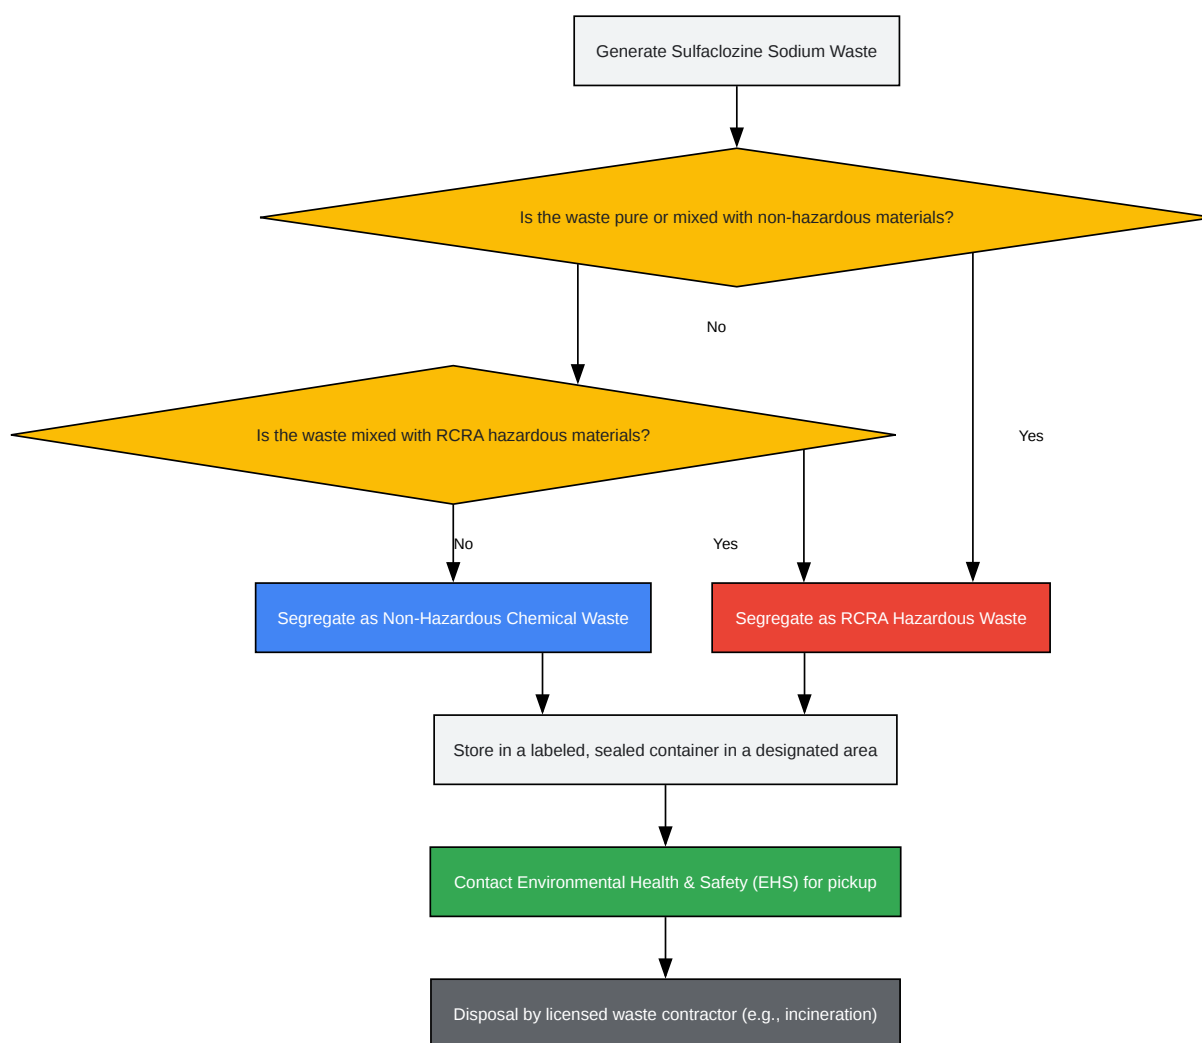 Generate Sulfaclozine Sodium Waste
Is the waste pure or mixed with non-hazardous materials?
No
Is the waste mixed with RCRA hazardous materials?
Yes
No
Yes
Segregate as Non-Hazardous Chemical Waste
Segregate as RCRA Hazardous Waste
Store in a labeled, sealed container in a designated area
Contact Environmental Health & Safety (EHS) for pickup
Disposal by licensed waste contractor (e.g., incineration)